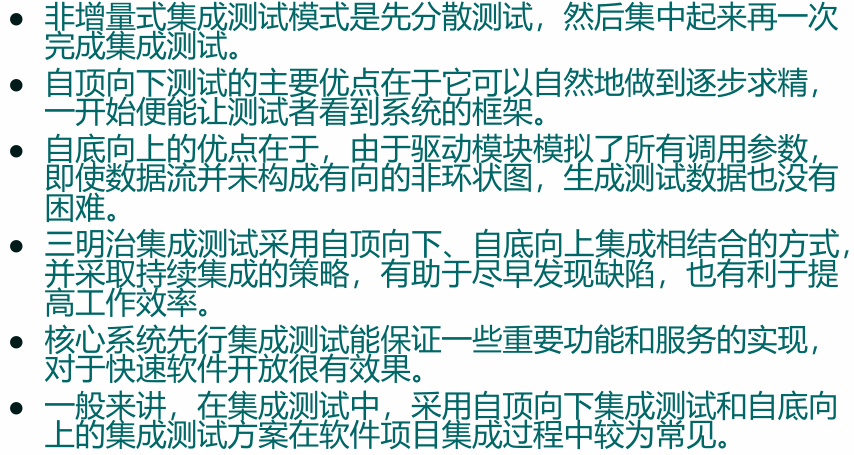 ● 非增量式集成测试模式是先分散测试，然后集中起来再一次
完成集成测试。
● 自顶向下测试的主要优点在于它可以自然地做到逐步求精，
一开始便能让测试者看到系统的框架。
● 自底向上的优点在于，由于驱动模块模拟了所有调用参数，
即使数据流并未构成有向的非环状图，生成测试数据也没有
困难。
● 三明治集成测试采用自顶向下、自底向上集成相结合的方式，
并采取持续集成的策略，有助于尽早发现缺陷，也有利于提
高工作效率。
● 核心系统先行集成测试能保证一些重要功能和服务的实现，
对于快速软件开放很有效果。
● 一般来讲，在集成测试中，采用自顶向下集成测试和自底向
上的集成测试方案在软件项目集成过程中较为常见。